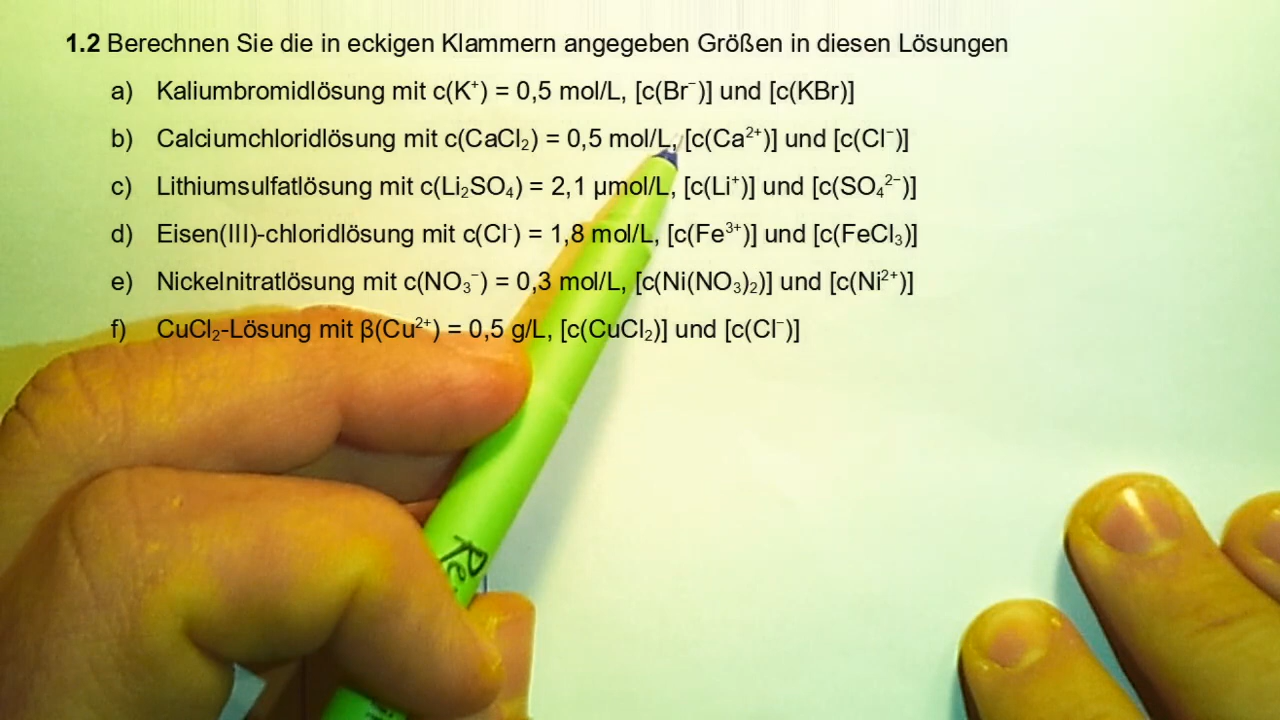 1.2 Berechnen Sie die in eckigen Klammern angegeben Größen in diesen Lösungen
a) Kaliumbromidlösung mit c(K⁺) = 0,5 mol/L, [c(Br⁻)] und [c(KBr)]
b) Calciumchloridlösung mit c(CaCl₂) = 0,5 mol/L, [c(Ca²⁺)] und [c(Cl⁻)]
c) Lithiumsulfatlösung mit c(Li₂SO₄) = 2,1 µmol/L, [c(Li⁺)] und [c(SO₄²⁻)]
d) Eisen(III)-chloridlösung mit c(Cl⁻) = 1,8 mol/L, [c(Fe³⁺)] und [c(FeCl₃)]
e) Nickelnitratlösung mit c(NO₃⁻) = 0,3 mol/L, [c(Ni(NO₃)₂)] und [c(Ni²⁺)]
f) CuCl₂-Lösung mit β(Cu²⁺) = 0,5 g/L, [c(CuCl₂)] und [c(Cl⁻)]